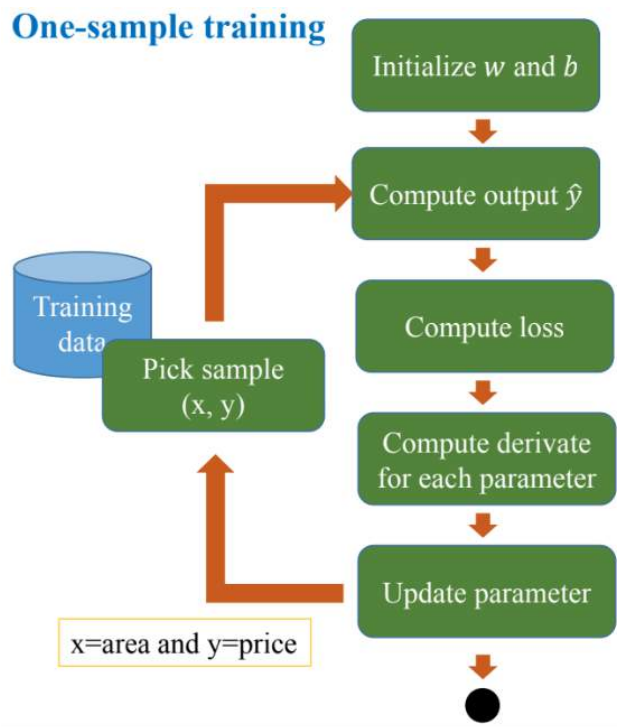 One-sample training
Initialize w and b
Compute output ŷ
Training
data
Compute loss
Pick sample
(x, y)
Compute derivate
for each parameter
Update parameter
x=area and y=price